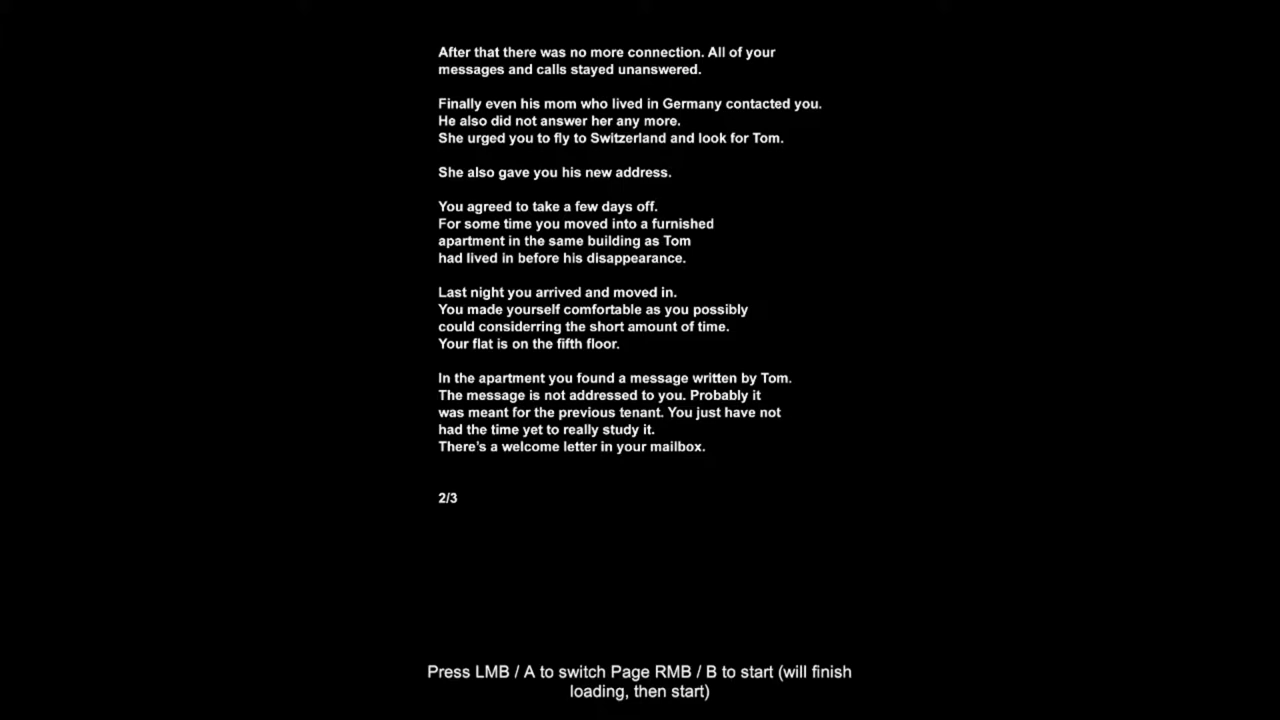 After that there was no more connection. All of your
messages and calls stayed unanswered.
Finally even his mom who lived in Germany contacted you.
He also did not answer her any more.
She urged you to fly to Switzerland and look for Tom.
She also gave you his new address.
You agreed to take a few days off.
For some time you moved into a furnished
apartment in the same building as Tom
had lived in before his disappearance.
Last night you arrived and moved in.
You made yourself comfortable as you possibly
could considerring the short amount of time.
Your flat is on the fifth floor.
In the apartment you found a message written by Tom.
The message is not addressed to you. Probably it
was meant for the previous tenant. You just have not
had the time yet to really study it.
There's a welcome letter in your mailbox.
2/3
Press LMB / A to switch Page RMB / B to start (will finish
loading, then start)